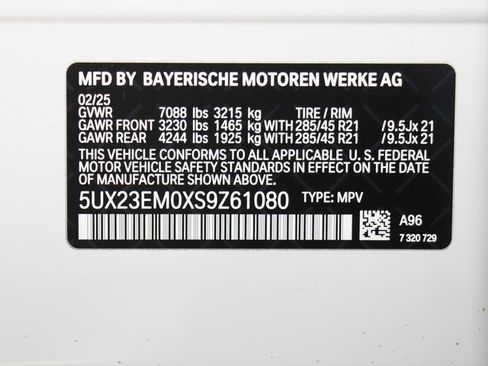 MFD BY BAYERISCHE MOTOREN WERKE AG
02/25
GVWR 7088 lbs 3215 kg TIRE / RIM
GAWR FRONT 3230 lbs 1465 kg WITH 285/45 R21 /9.5Jx 21
GAWR REAR 4244 lbs 1925 kg WITH 285/45 R21 /9.5Jx 21
THIS VEHICLE CONFORMS TO ALL APPLICABLE U. S. FEDERAL
MOTOR VEHICLE SAFETY STANDARDS IN EFFECT ON THE DATE
OF MANUFACTURE SHOWN ABOVE.
5UX23EM0XS9Z61080 TYPE: MPV
A96
7 320 729